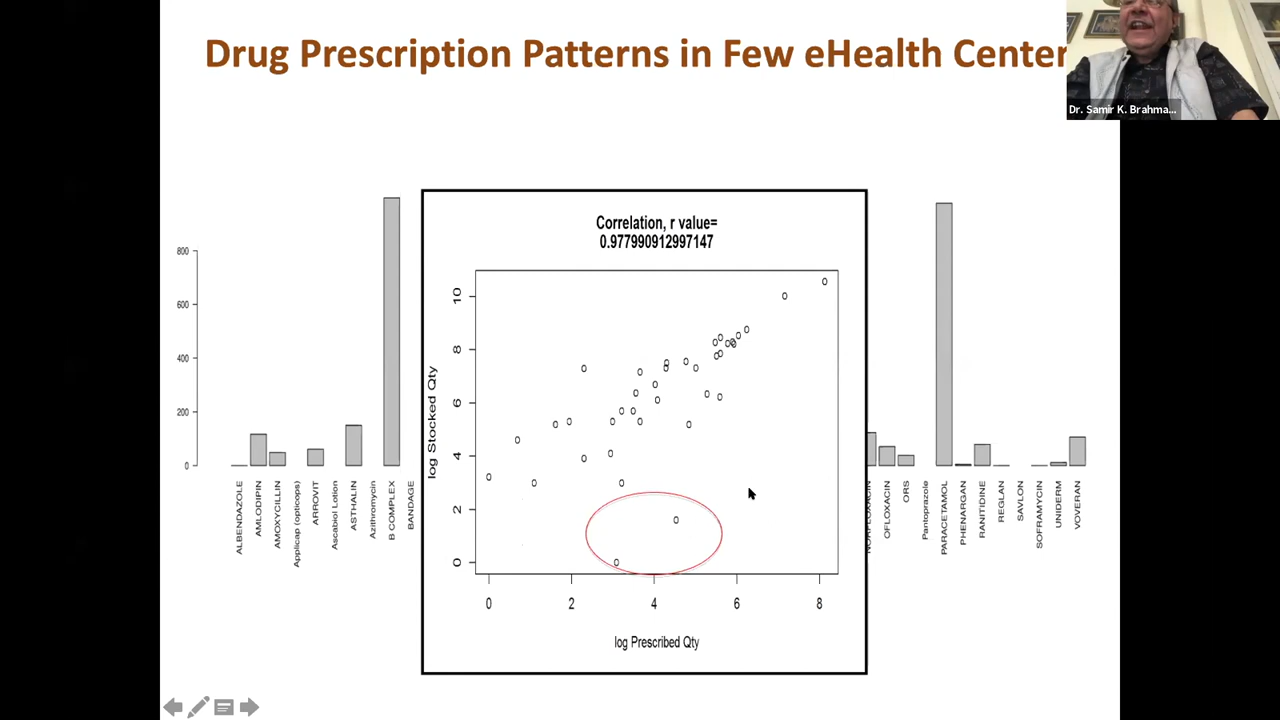 Drug Prescription Patterns in Few eHealth Center
Dr. Samir K. Brahma...
Correlation, r value=
0.977990912997147
800
600
400
200
0
10
8
6
4
2
0
log Stocked Qty
0 2 4 6 8
log Prescribed Qty
ALBENDAZOLE
AMLODIPIN
AMOXYCILLIN
Applicap (opticops)
ARROVIT
Ascabiol Lotion
ASTHALIN
Azithromycin
B COMPLEX
BANDAGE
NORFLOXACIN
OFLOXACIN
ORS
Pantoprazole
PARACETAMOL
PHENARGAN
RANITIDINE
REGLAN
SAVLON
SOFRAMYCIN
UNIDERM
VOVERAN